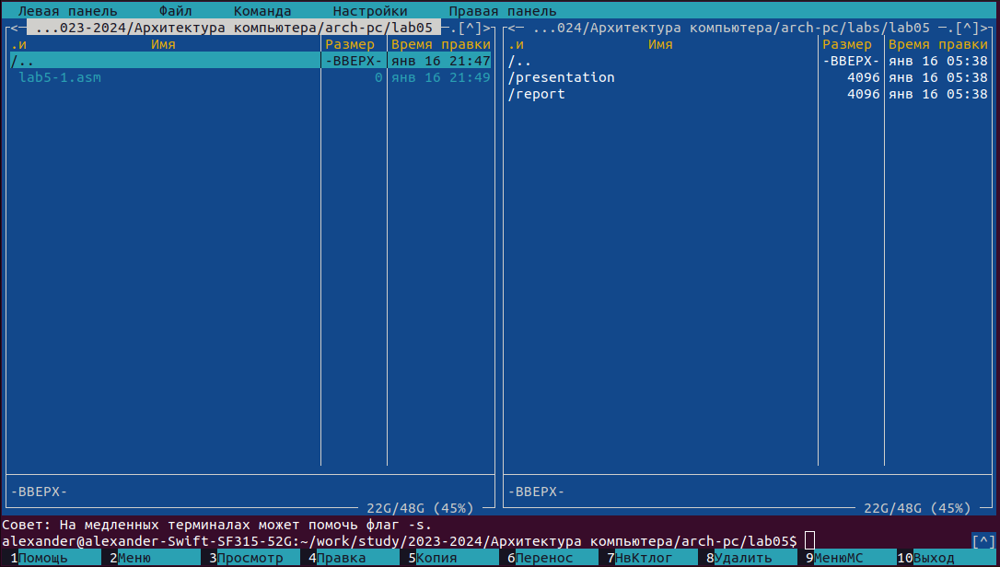 Левая панель Файл Команда Настройки Правая панель
<─ ...023-2024/Архитектура компьютера/arch-pc/lab05 ─.[^]> <─ ...024/Архитектура компьютера/arch-pc/labs/lab05 ─.[^]>
.и Имя Размер Время правки .и Имя Размер Время правки
/.. -ВВЕРХ- янв 16 21:47 /.. -ВВЕРХ- янв 16 05:38
lab5-1.asm 0 янв 16 21:49 /presentation 4096 янв 16 05:38
/report 4096 янв 16 05:38
-ВВЕРХ- -ВВЕРХ-
22G/48G (45%) 22G/48G (45%)
Совет: На медленных терминалах может помочь флаг -s.
alexander@alexander-Swift-SF315-52G:~/work/study/2023-2024/Архитектура компьютера/arch-pc/lab05$ [^]
1Помощь 2Меню 3Просмотр 4Правка 5Копия 6Перенос 7НвКтлог 8Удалить 9МенюМС 10Выход